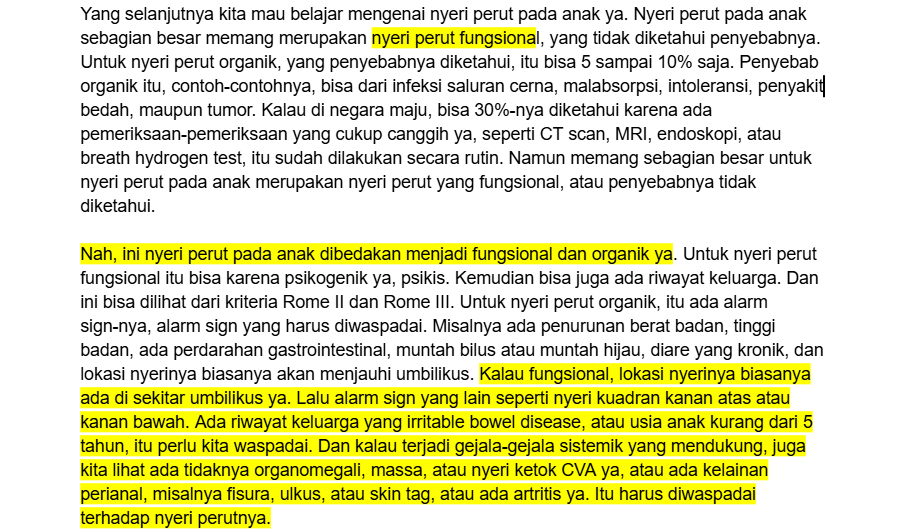 Yang selanjutnya kita mau belajar mengenai nyeri perut pada anak ya. Nyeri perut pada anak
sebagian besar memang merupakan nyeri perut fungsional, yang tidak diketahui penyebabnya.
Untuk nyeri perut organik, yang penyebabnya diketahui, itu bisa 5 sampai 10% saja. Penyebab
organik itu, contoh-contohnya, bisa dari infeksi saluran cerna, malabsorpsi, intoleransi, penyakit
bedah, maupun tumor. Kalau di negara maju, bisa 30%-nya diketahui karena ada
pemeriksaan-pemeriksaan yang cukup canggih ya, seperti CT scan, MRI, endoskopi, atau
breath hydrogen test, itu sudah dilakukan secara rutin. Namun memang sebagian besar untuk
nyeri perut pada anak merupakan nyeri perut yang fungsional, atau penyebabnya tidak
diketahui.
Nah, ini nyeri perut pada anak dibedakan menjadi fungsional dan organik ya. Untuk nyeri perut
fungsional itu bisa karena psikogenik ya, psikis. Kemudian bisa juga ada riwayat keluarga. Dan
ini bisa dilihat dari kriteria Rome II dan Rome III. Untuk nyeri perut organik, itu ada alarm
sign-nya, alarm sign yang harus diwaspadai. Misalnya ada penurunan berat badan, tinggi
badan, ada perdarahan gastrointestinal, muntah bilus atau muntah hijau, diare yang kronik, dan
lokasi nyerinya biasanya akan menjauhi umbilikus. Kalau fungsional, lokasi nyerinya biasanya
ada di sekitar umbilikus ya. Lalu alarm sign yang lain seperti nyeri kuadran kanan atas atau
kanan bawah. Ada riwayat keluarga yang irritable bowel disease, atau usia anak kurang dari 5
tahun, itu perlu kita waspadai. Dan kalau terjadi gejala-gejala sistemik yang mendukung, juga
kita lihat ada tidaknya organomegali, massa, atau nyeri ketok CVA ya, atau ada kelainan
perianal, misalnya fisura, ulkus, atau skin tag, atau ada artritis ya. Itu harus diwaspadai
terhadap nyeri perutnya.